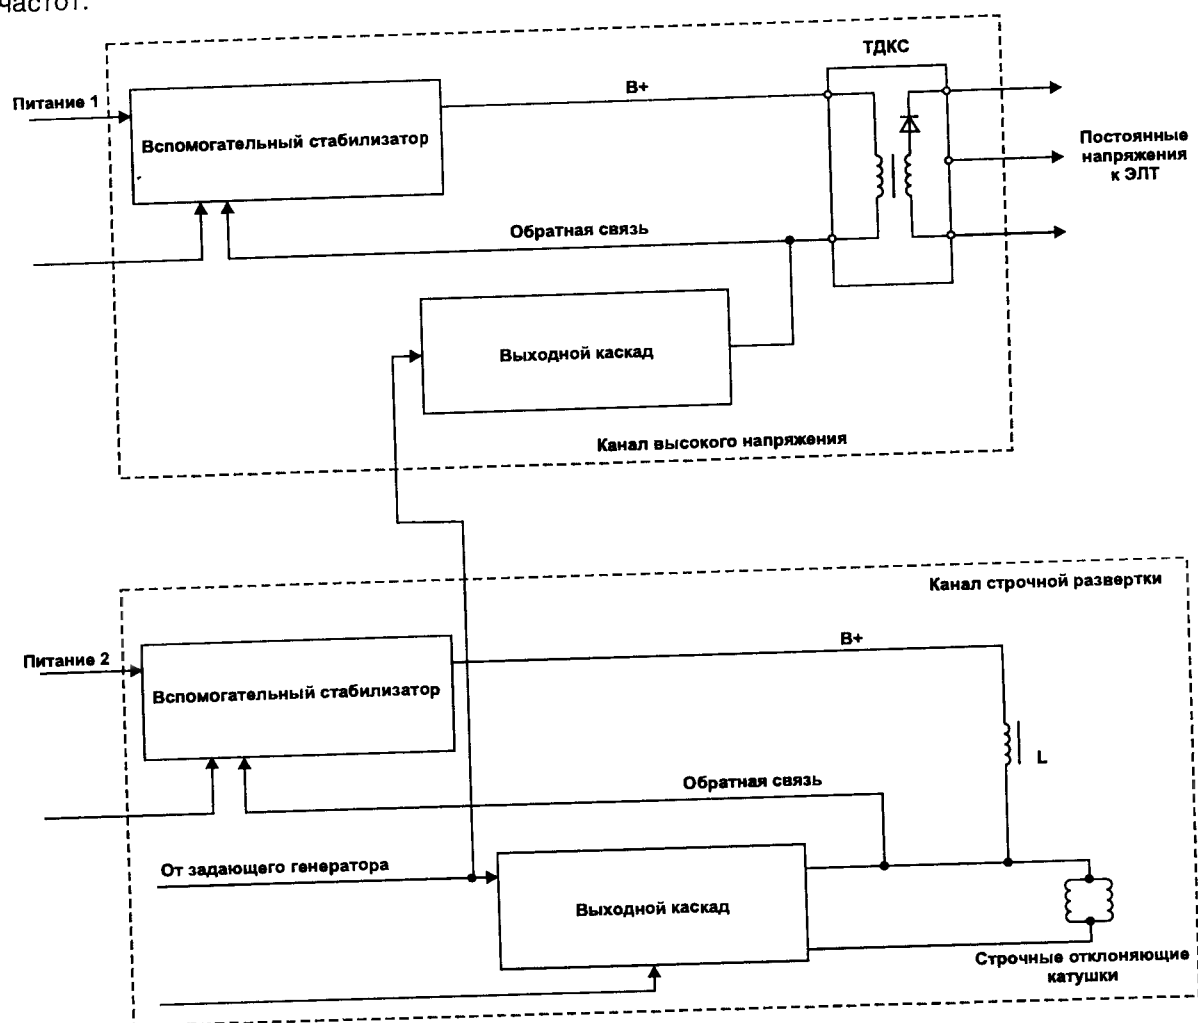 частот.
ТДКС
Питание 1
B+
Вспомогательный стабилизатор
Постоянные
напряжения
к ЭЛТ
Обратная связь
Выходной каскад
Канал высокого напряжения
Канал строчной развертки
Питание 2
B+
Вспомогательный стабилизатор
L
Обратная связь
От задающего генератора
Выходной каскад
Строчные отклоняющие
катушки